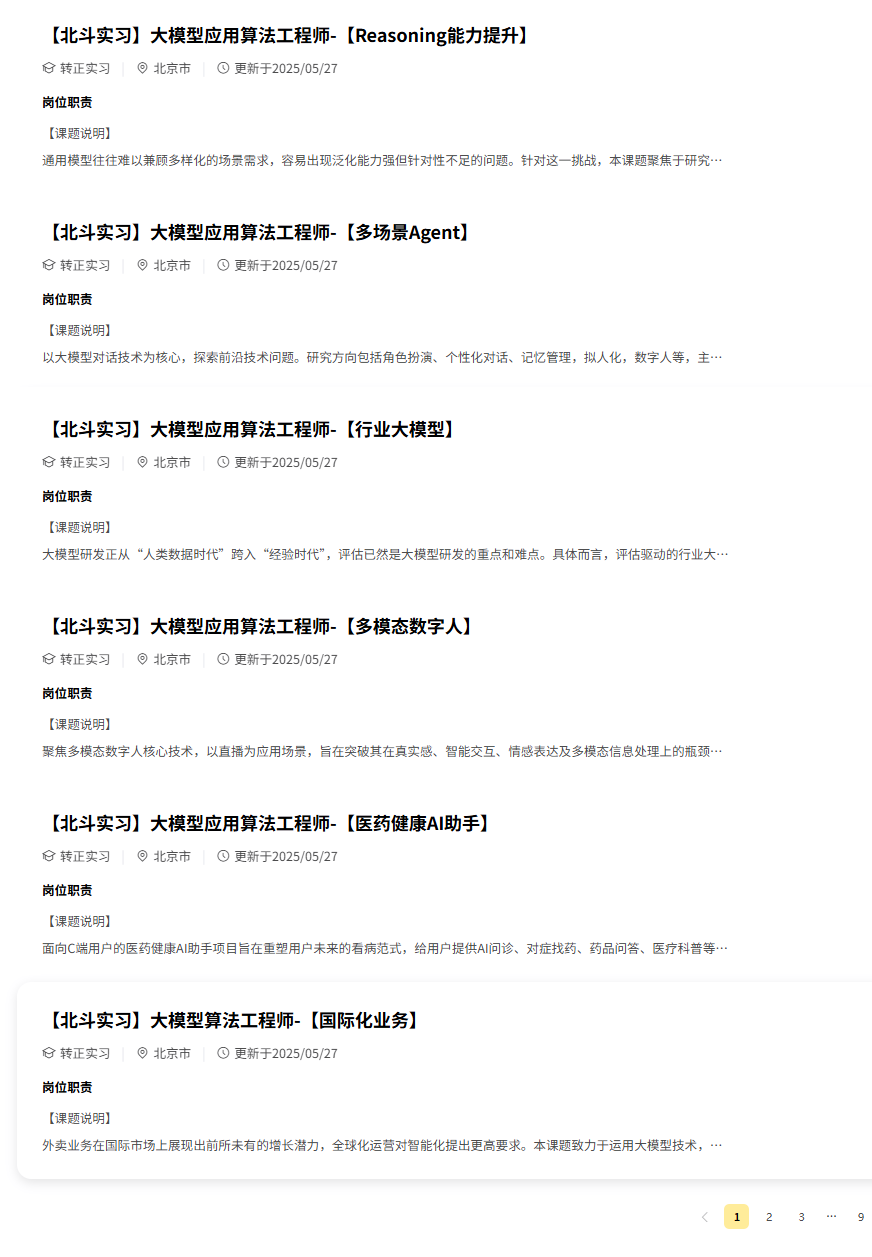 【北斗实习】大模型应用算法工程师-【Reasoning能力提升】
转正实习 北京市 更新于2025/05/27
岗位职责
【课题说明】
通用模型往往难以兼顾多样化的场景需求，容易出现泛化能力强但针对性不足的问题。针对这一挑战，本课题聚焦于研究…
【北斗实习】大模型应用算法工程师-【多场景Agent】
转正实习 北京市 更新于2025/05/27
岗位职责
【课题说明】
以大模型对话技术为核心，探索前沿技术问题。研究方向包括角色扮演、个性化对话、记忆管理，拟人化，数字人等，主…
【北斗实习】大模型应用算法工程师-【行业大模型】
转正实习 北京市 更新于2025/05/27
岗位职责
【课题说明】
大模型研发正从“人类数据时代”跨入“经验时代”，评估已然是大模型研发的重点和难点。具体而言，评估驱动的行业大…
【北斗实习】大模型应用算法工程师-【多模态数字人】
转正实习 北京市 更新于2025/05/27
岗位职责
【课题说明】
聚焦多模态数字人核心技术，以直播为应用场景，旨在突破其在真实感、智能交互、情感表达及多模态信息处理上的瓶颈…
【北斗实习】大模型应用算法工程师-【医药健康AI助手】
转正实习 北京市 更新于2025/05/27
岗位职责
【课题说明】
面向C端用户的医药健康AI助手项目旨在重塑用户未来的看病范式，给用户提供AI问诊、对症找药、药品问答、医疗科普等…
【北斗实习】大模型算法工程师-【国际化业务】
转正实习 北京市 更新于2025/05/27
岗位职责
【课题说明】
外卖业务在国际市场上展现出前所未有的增长潜力，全球化运营对智能化提出更高要求。本课题致力于运用大模型技术，…
1 2 3 … 9